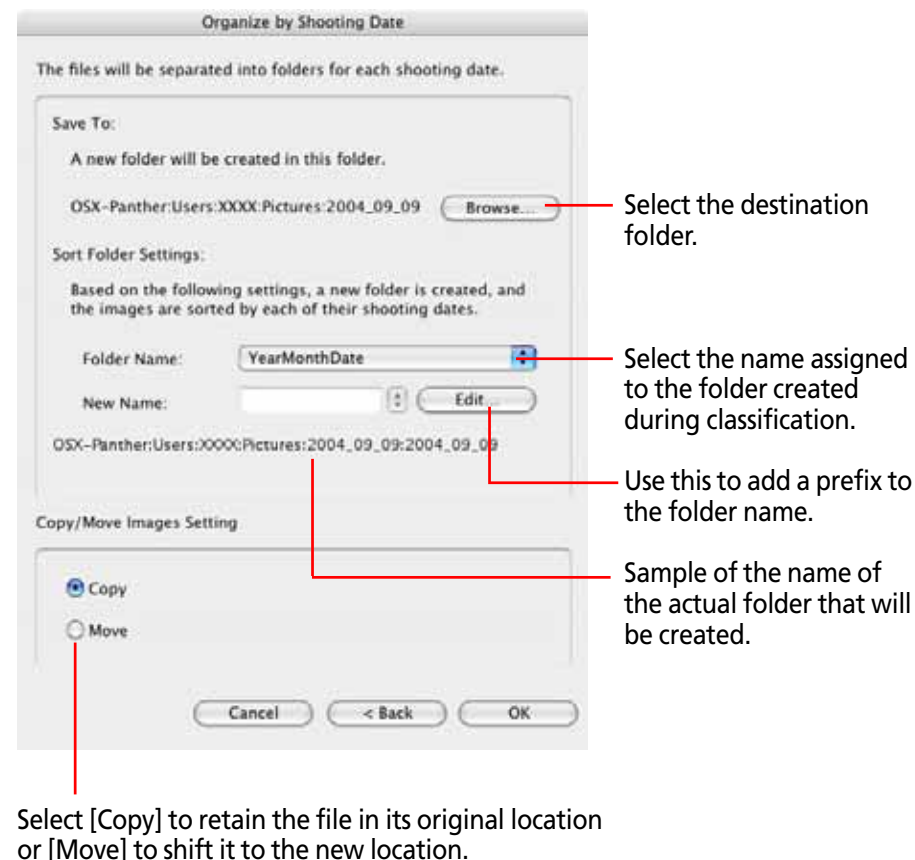 Organize by Shooting Date
The files will be separated into folders for each shooting date.
Save To:
A new folder will be created in this folder.
OSX-Panther:Users:XXXX:Pictures:2004_09_09
Browse...
Select the destination
folder.
Sort Folder Settings:
Based on the following settings, a new folder is created, and
the images are sorted by each of their shooting dates.
Folder Name:
YearMonthDate
Select the name assigned
to the folder created
during classification.
New Name:
Edit...
OSX-Panther:Users:XXXX:Pictures:2004_09_09:2004_09_09
Use this to add a prefix to
the folder name.
Copy/Move Images Setting
Sample of the name of
the actual folder that will
be created.
Copy
Move
Cancel
< Back
OK
Select [Copy] to retain the file in its original location
or [Move] to shift it to the new location.